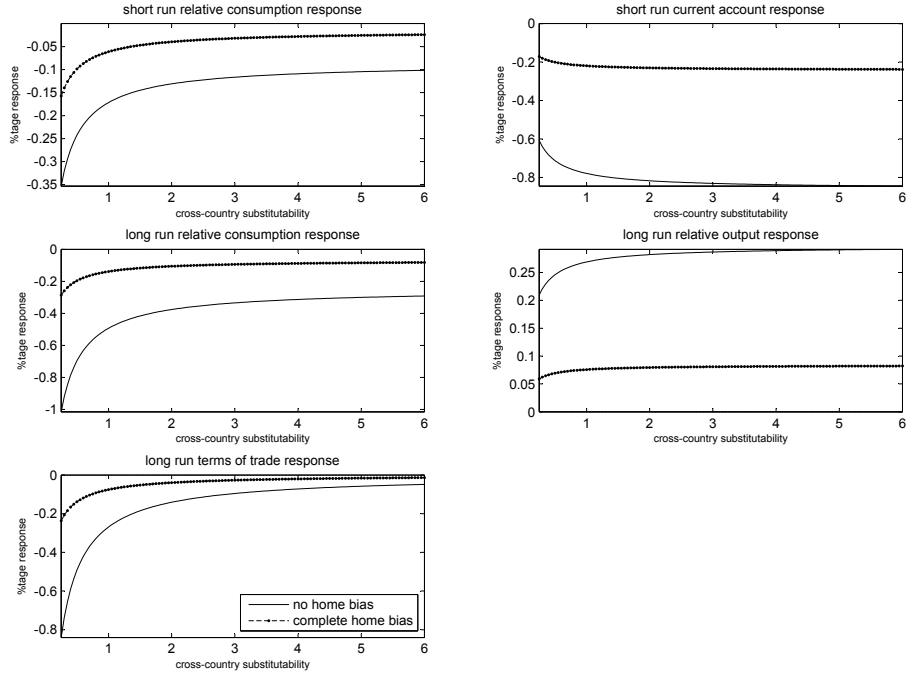 short run relative consumption response
%tage response
-0.05
-0.1
-0.15
-0.2
-0.25
-0.3
-0.35
1 2 3 4 5 6
cross-country substitutability
short run current account response
%tage response
0
-0.2
-0.4
-0.6
-0.8
1 2 3 4 5 6
cross-country substitutability
long run relative consumption response
%tage response
0
-0.2
-0.4
-0.6
-0.8
-1
1 2 3 4 5 6
cross-country substitutability
long run relative output response
%tage response
0.25
0.2
0.15
0.1
0.05
0
1 2 3 4 5 6
cross-country substitutability
long run terms of trade response
%tage response
0
-0.2
-0.4
-0.6
-0.8
1 2 3 4 5 6
cross-country substitutability
no home bias
complete home bias